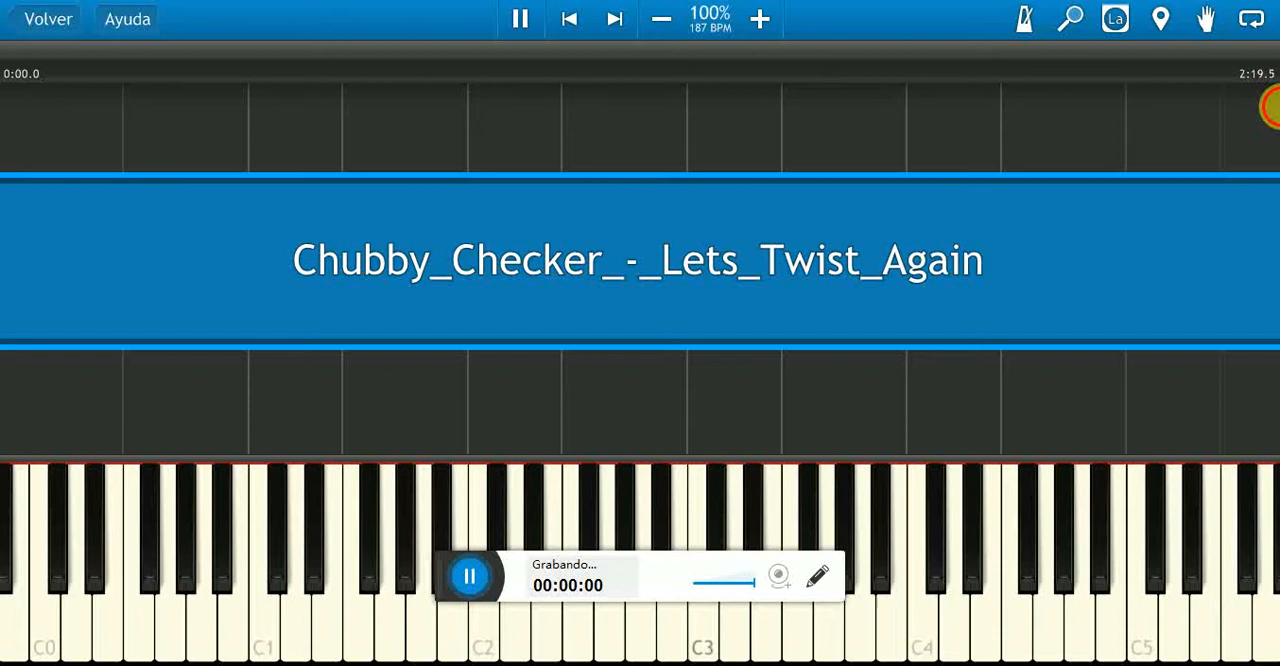 Volver Ayuda 100% La
187 BPM
0:00.0 2:19.5
Chubby_Checker_-_Lets_Twist_Again
Grabando...
00:00:00
C0 C1 C2 C3 C4 C5